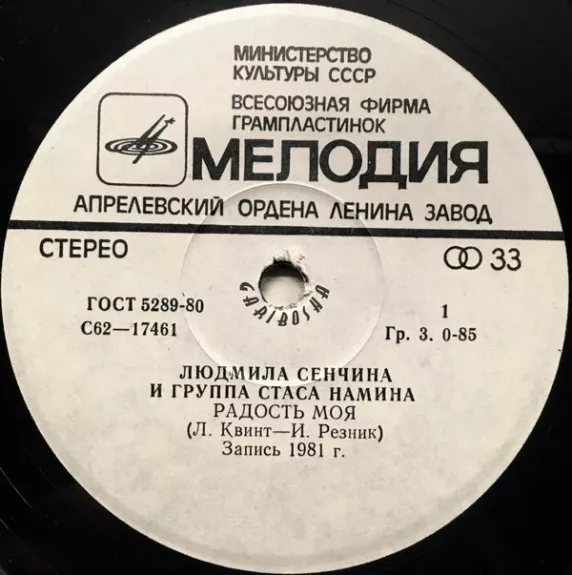 МИНИСТЕРСТВО
КУЛЬТУРЫ СССР
ВСЕСОЮЗНАЯ ФИРМА
ГРАМПЛАСТИНОК
МЕЛОДИЯ
АПРЕЛЕВСКИЙ ОРДЕНА ЛЕНИНА ЗАВОД
СТЕРЕО
33
GARIBOSHA
ГОСТ 5289-80
1
С62—17461
Гр. 3. 0-85
ЛЮДМИЛА СЕНЧИНА
И ГРУППА СТАСА НАМИНА
РАДОСТЬ МОЯ
(Л. Квинт—И. Резник)
Запись 1981 г.